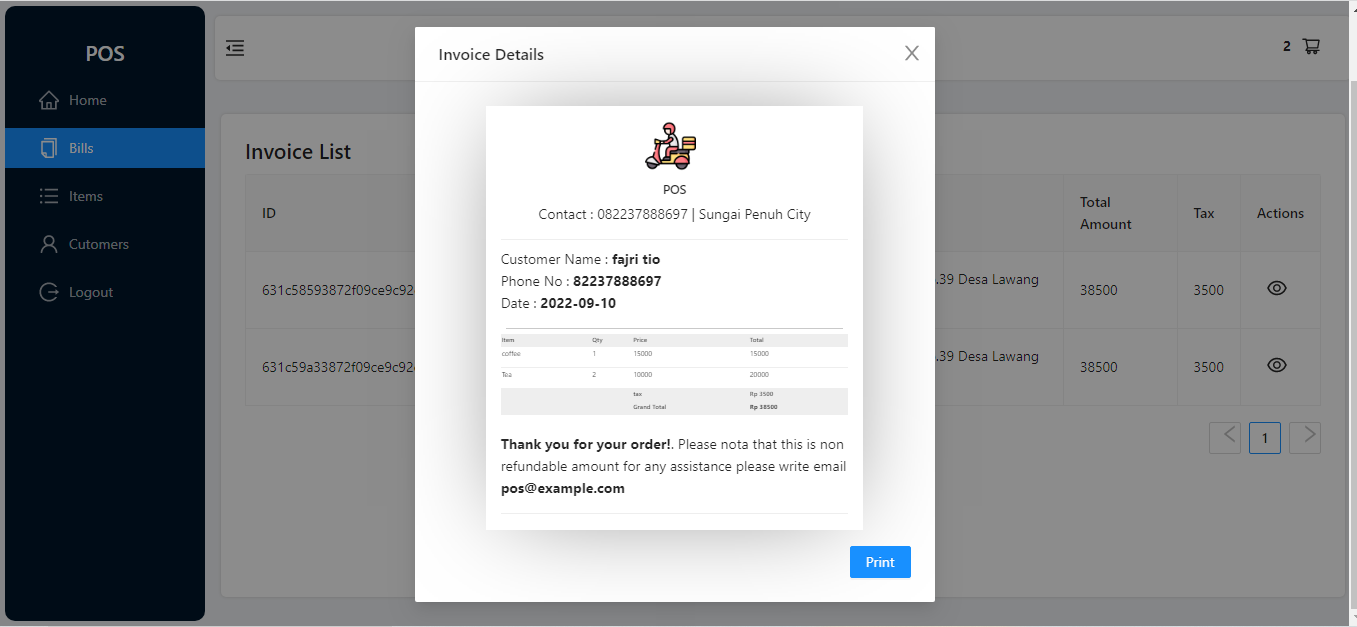 POS
Home
Bills
Items
Cutomers
Logout
2
Invoice List
ID
Total
Amount
Tax
Actions
631c58593872f09ce9c92
.39 Desa Lawang
38500
3500
631c59a33872f09ce9c92
.39 Desa Lawang
38500
3500
1
Invoice Details
POS
Contact : 082237888697 | Sungai Penuh City
Customer Name : fajri tio
Phone No : 82237888697
Date : 2022-09-10
Item Qty Price Total
coffee 1 15000 15000
Tea 2 10000 20000
tax Rp 3500
Grand Total Rp 38500
Thank you for your order!. Please nota that this is non
refundable amount for any assistance please write email
pos@example.com
Print